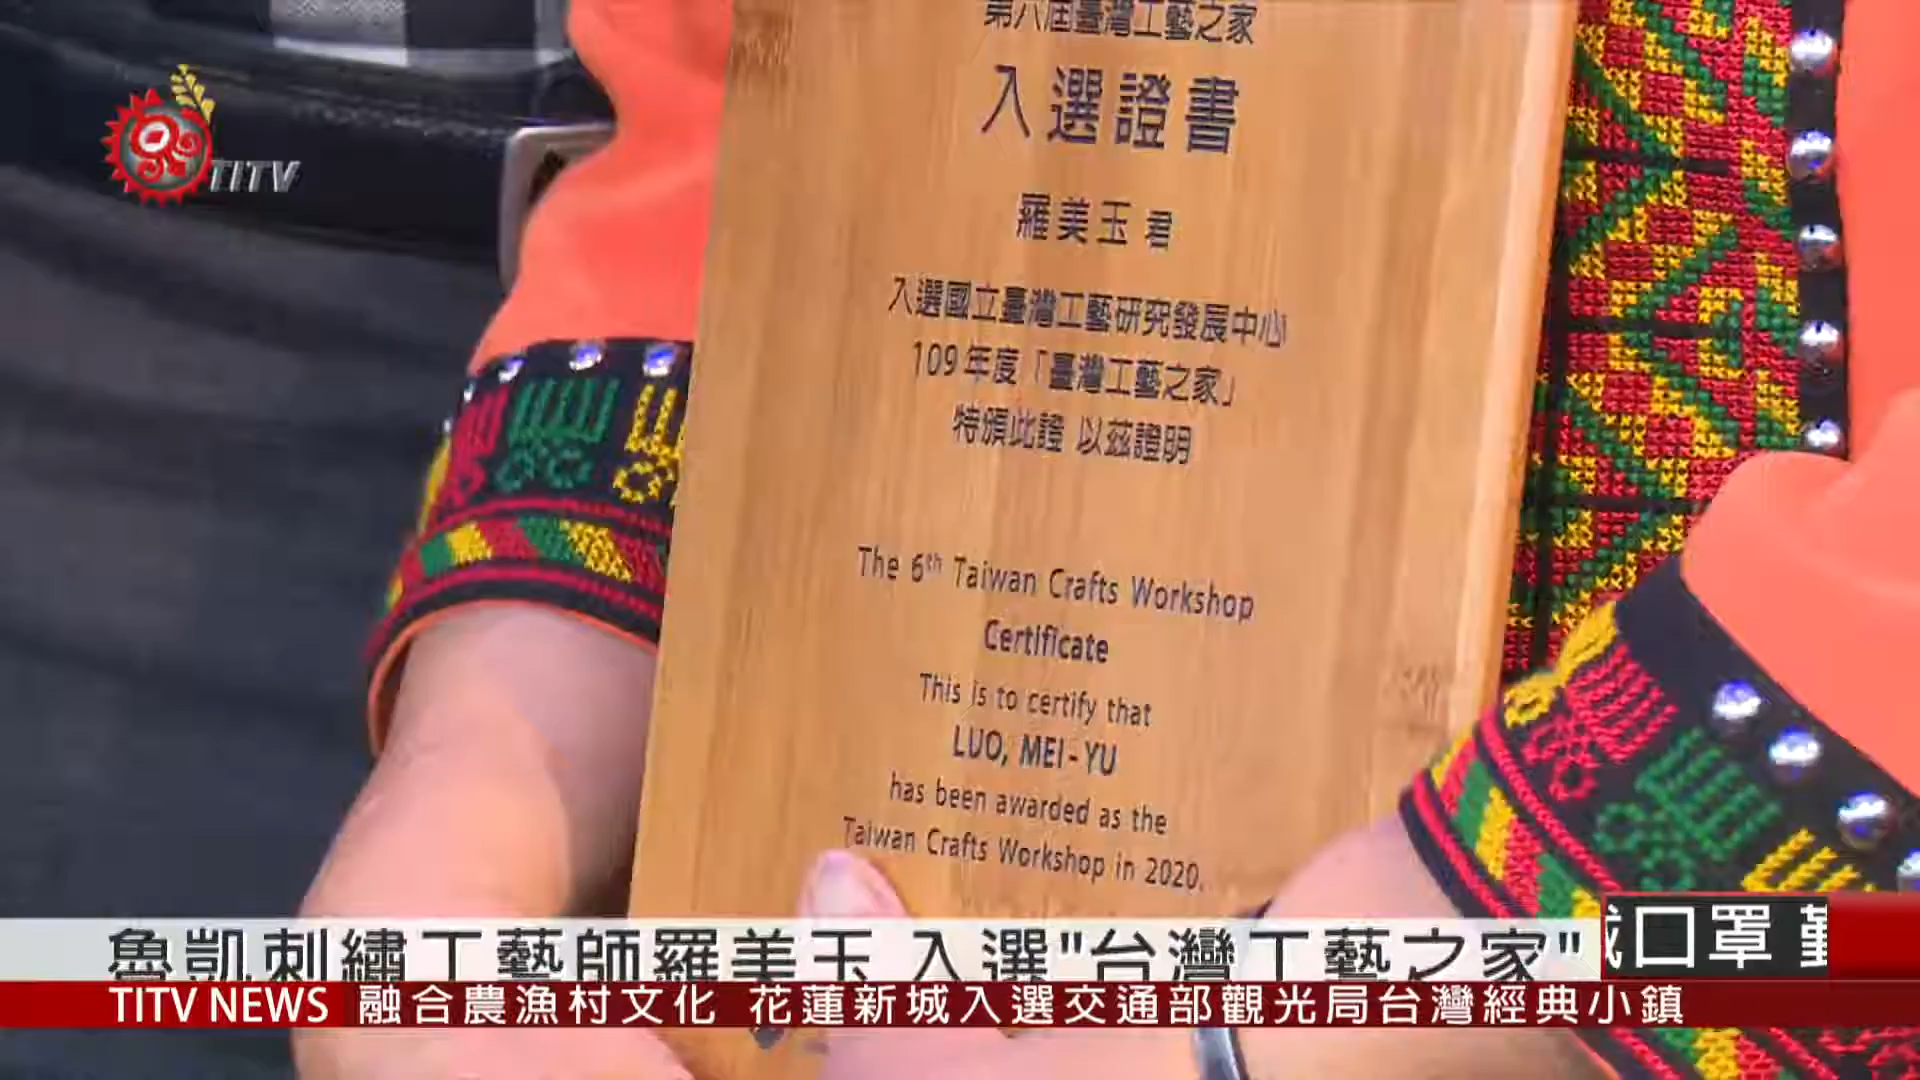 第六屆臺灣工藝之家
入選證書
羅美玉 君
入選國立臺灣工藝研究發展中心
109年度「臺灣工藝之家」
特頒此證 以茲證明
The 6th Taiwan Crafts Workshop
Certificate
This is to certify that
LUO, MEI-YU
has been awarded as the
Taiwan Crafts Workshop in 2020.
TITV
魯凱刺繡工藝師羅美玉 入選"台灣工藝之家"
口罩 勤
TITV NEWS 融合農漁村文化 花蓮新城入選交通部觀光局台灣經典小鎮